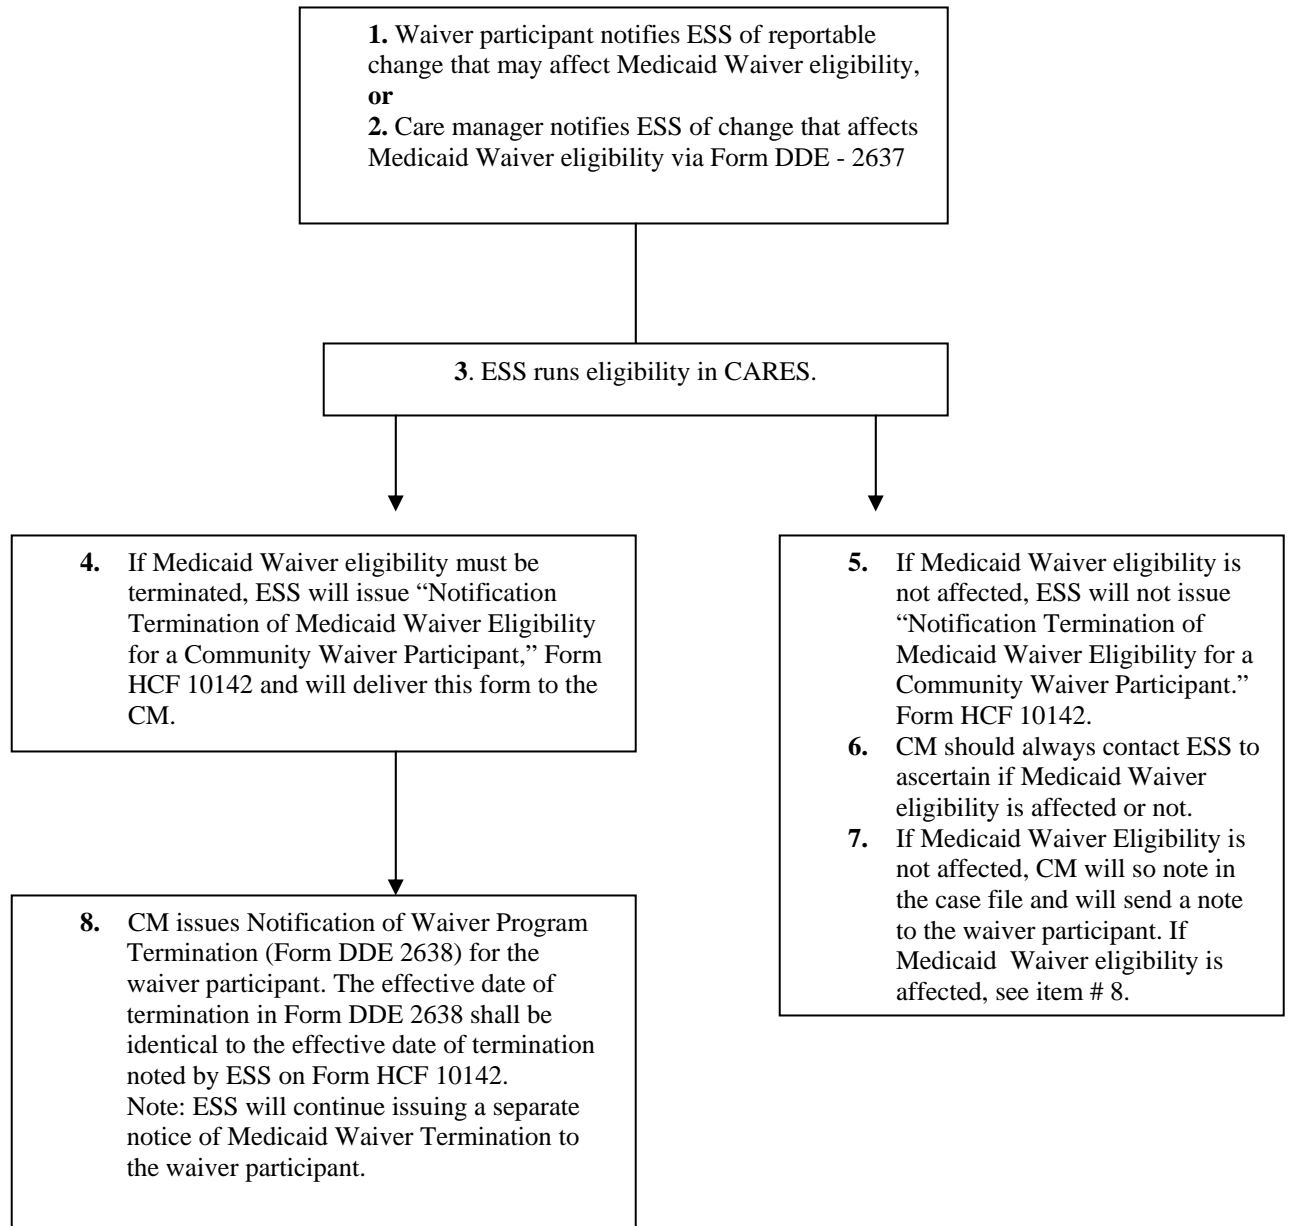 1. Waiver participant notifies ESS of reportable
change that may affect Medicaid Waiver eligibility,
or
2. Care manager notifies ESS of change that affects
Medicaid Waiver eligibility via Form DDE - 2637
3. ESS runs eligibility in CARES.
4. If Medicaid Waiver eligibility must be
terminated, ESS will issue “Notification
Termination of Medicaid Waiver Eligibility
for a Community Waiver Participant,” Form
HCF 10142 and will deliver this form to the
CM.
5. If Medicaid Waiver eligibility is
not affected, ESS will not issue
“Notification Termination of
Medicaid Waiver Eligibility for a
Community Waiver Participant.”
Form HCF 10142.
6. CM should always contact ESS to
ascertain if Medicaid Waiver
eligibility is affected or not.
7. If Medicaid Waiver Eligibility is
not affected, CM will so note in
the case file and will send a note
to the waiver participant. If
Medicaid Waiver eligibility is
affected, see item # 8.
8. CM issues Notification of Waiver Program
Termination (Form DDE 2638) for the
waiver participant. The effective date of
termination in Form DDE 2638 shall be
identical to the effective date of termination
noted by ESS on Form HCF 10142.
Note: ESS will continue issuing a separate
notice of Medicaid Waiver Termination to
the waiver participant.